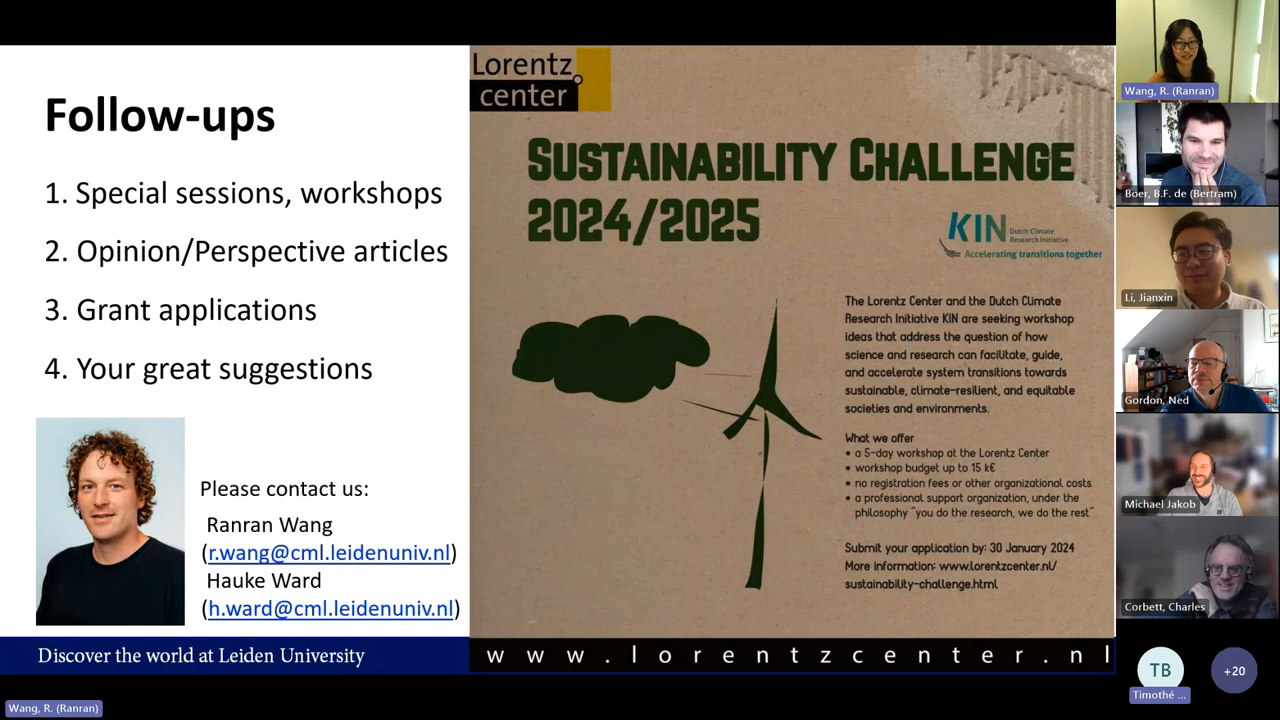 Follow-ups
1. Special sessions, workshops
2. Opinion/Perspective articles
3. Grant applications
4. Your great suggestions
Please contact us:
Ranran Wang
(r.wang@cml.leidenuniv.nl)
Hauke Ward
(h.ward@cml.leidenuniv.nl)
Discover the world at Leiden University
Lorentz
center
SUSTAINABILITY CHALLENGE
2024/2025
KIN Dutch Climate
Research Initiative
Accelerating transitions together
The Lorentz Center and the Dutch Climate
Research Initiative KIN are seeking workshop
ideas that address the question of how
science and research can facilitate, guide,
and accelerate system transitions towards
sustainable, climate-resilient, and equitable
societies and environments.
What we offer
• a 5-day workshop at the Lorentz Center
• workshop budget up to 15 k€
• no registration fees or other organizational costs
• a professional support organization, under the
philosophy "you do the research, we do the rest"
Submit your application by: 30 January 2024
More information: www.lorentzcenter.nl/
sustainability-challenge.html
www.lorentzcenter.nl
Wang, R. (Ranran)
Boer, B.F. de (Bertram)
Li, Jianxin
Gordon, Ned
Michael Jakob
Corbett, Charles
TB
Timothé ...
+20
Wang, R. (Ranran)